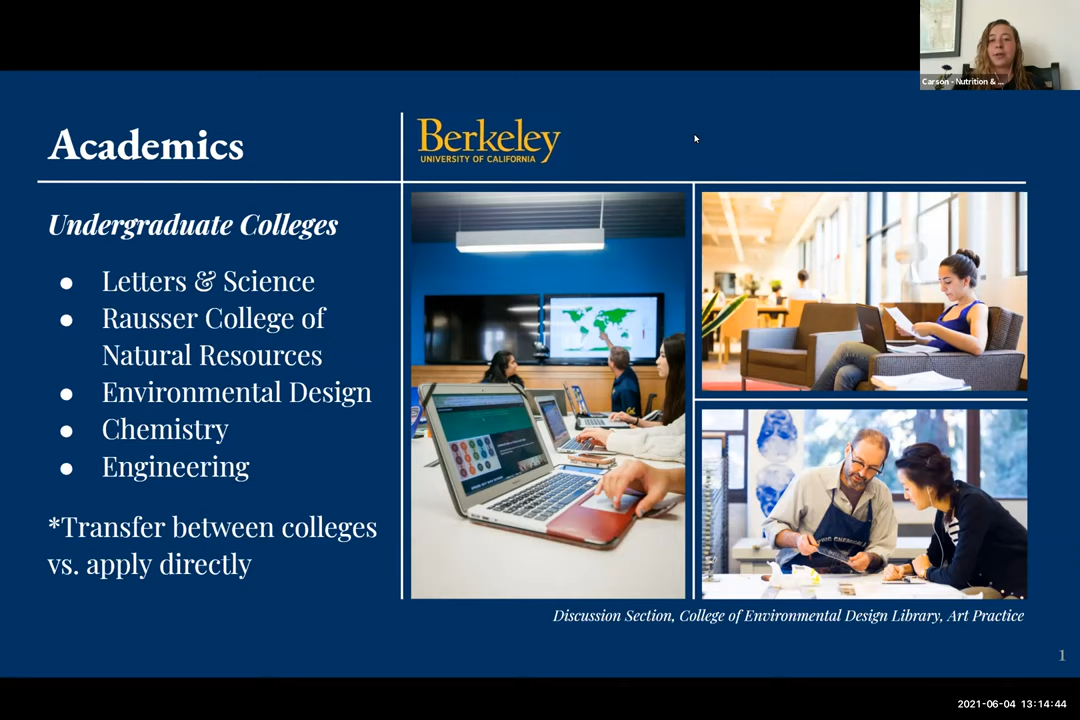 Carson - Nutrition & ...
Academics
Berkeley
UNIVERSITY OF CALIFORNIA
Undergraduate Colleges
● Letters & Science
● Rausser College of
Natural Resources
● Environmental Design
● Chemistry
● Engineering
*Transfer between colleges
vs. apply directly
Discussion Section, College of Environmental Design Library, Art Practice
1
2021-06-04 13:14:44